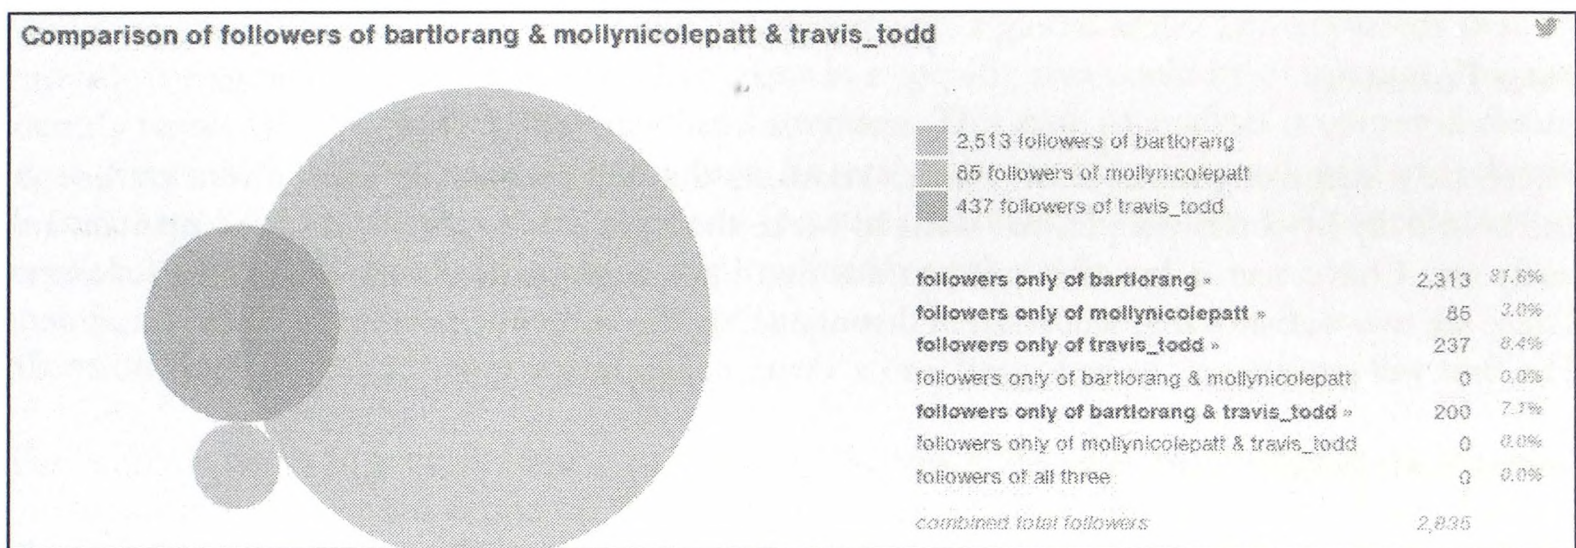 Comparison of followers of bartlorang & mollynicolepatt & travis_todd
2,513 followers of bartlorang
85 followers of mollynicolepatt
437 followers of travis_todd
followers only of bartlorang » 2,313 81.6%
followers only of mollynicolepatt » 85 3.0%
followers only of travis_todd » 237 8.4%
followers only of bartlorang & mollynicolepatt 0 0.0%
followers only of bartlorang & travis_todd » 200 7.1%
followers only of mollynicolepatt & travis_todd 0 0.0%
followers of all three 0 0.0%
combined total followers 2,835